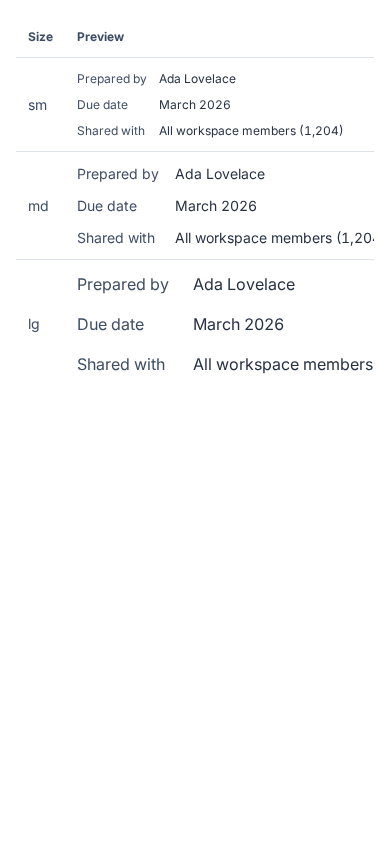 Size Preview
sm
Prepared by Ada Lovelace
Due date March 2026
Shared with All workspace members (1,204)
md
Prepared by Ada Lovelace
Due date March 2026
Shared with All workspace members (1,20
lg
Prepared by Ada Lovelace
Due date March 2026
Shared with All workspace members